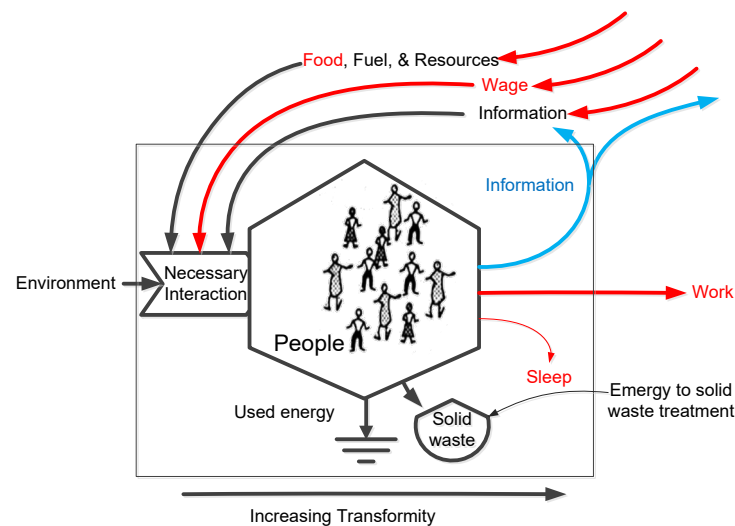 Food, Fuel, & Resources
Wage
Information
Information
Environment
Necessary
Interaction
People
Work
Sleep
Used energy
Solid
waste
Emergy to solid
waste treatment
Increasing Transformity